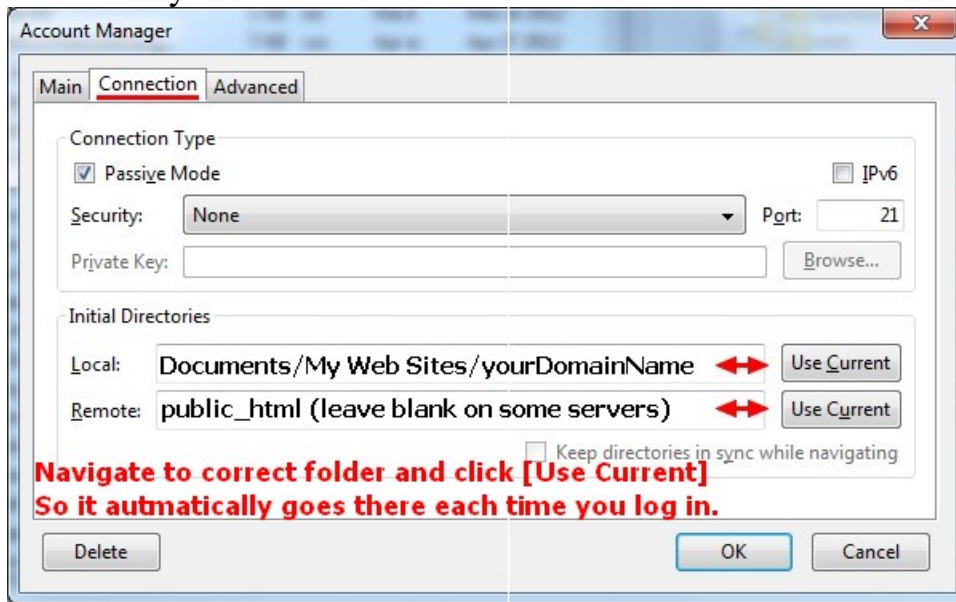 Account Manager
Main Connection Advanced
Connection Type
Passive Mode IPv6
Security: None Port: 21
Private Key: Browse...
Initial Directories
Local: Documents/My Web Sites/yourDomainName Use Current
Remote: public_html (leave blank on some servers) Use Current
Keep directories in sync while navigating
Navigate to correct folder and click [Use Current]
So it autmatically goes there each time you log in.
Delete OK Cancel